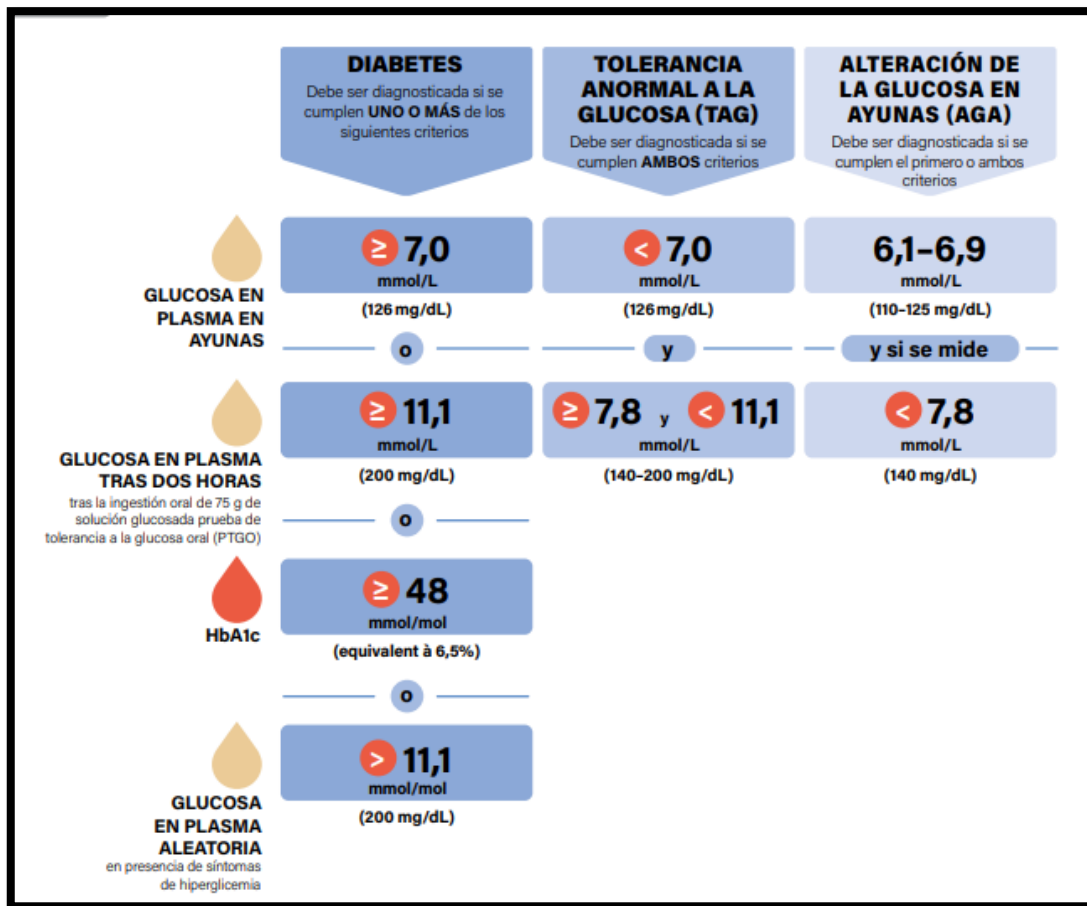 DIABETES
Debe ser diagnosticada si se
cumplen UNO O MÁS de los
siguientes criterios
TOLERANCIA
ANORMAL A LA
GLUCOSA (TAG)
Debe ser diagnosticada si se
cumplen AMBOS criterios
ALTERACIÓN DE
LA GLUCOSA EN
AYUNAS (AGA)
Debe ser diagnosticada si se
cumplen el primero o ambos
criterios
GLUCOSA EN
PLASMA EN
AYUNAS
≥ 7,0
mmol/L
(126 mg/dL)
< 7,0
mmol/L
(126 mg/dL)
6,1–6,9
mmol/L
(110–125 mg/dL)
o
y
y si se mide
GLUCOSA EN PLASMA
TRAS DOS HORAS
tras la ingestión oral de 75 g de
solución glucosada prueba de
tolerancia a la glucosa oral (PTGO)
≥ 11,1
mmol/L
(200 mg/dL)
≥ 7,8 y < 11,1
mmol/L
(140–200 mg/dL)
< 7,8
mmol/L
(140 mg/dL)
o
HbA1c
≥ 48
mmol/mol
(equivalent à 6,5%)
o
GLUCOSA
EN PLASMA
ALEATORIA
en presencia de síntomas
de hiperglicemia
> 11,1
mmol/mol
(200 mg/dL)